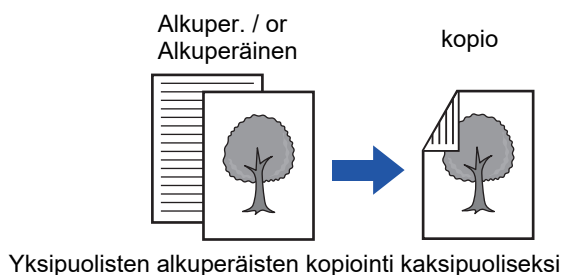 Alkuper. / or
Alkuperäinen
kopio
Yksipuolisten alkuperäisten kopiointi kaksipuoliseksi